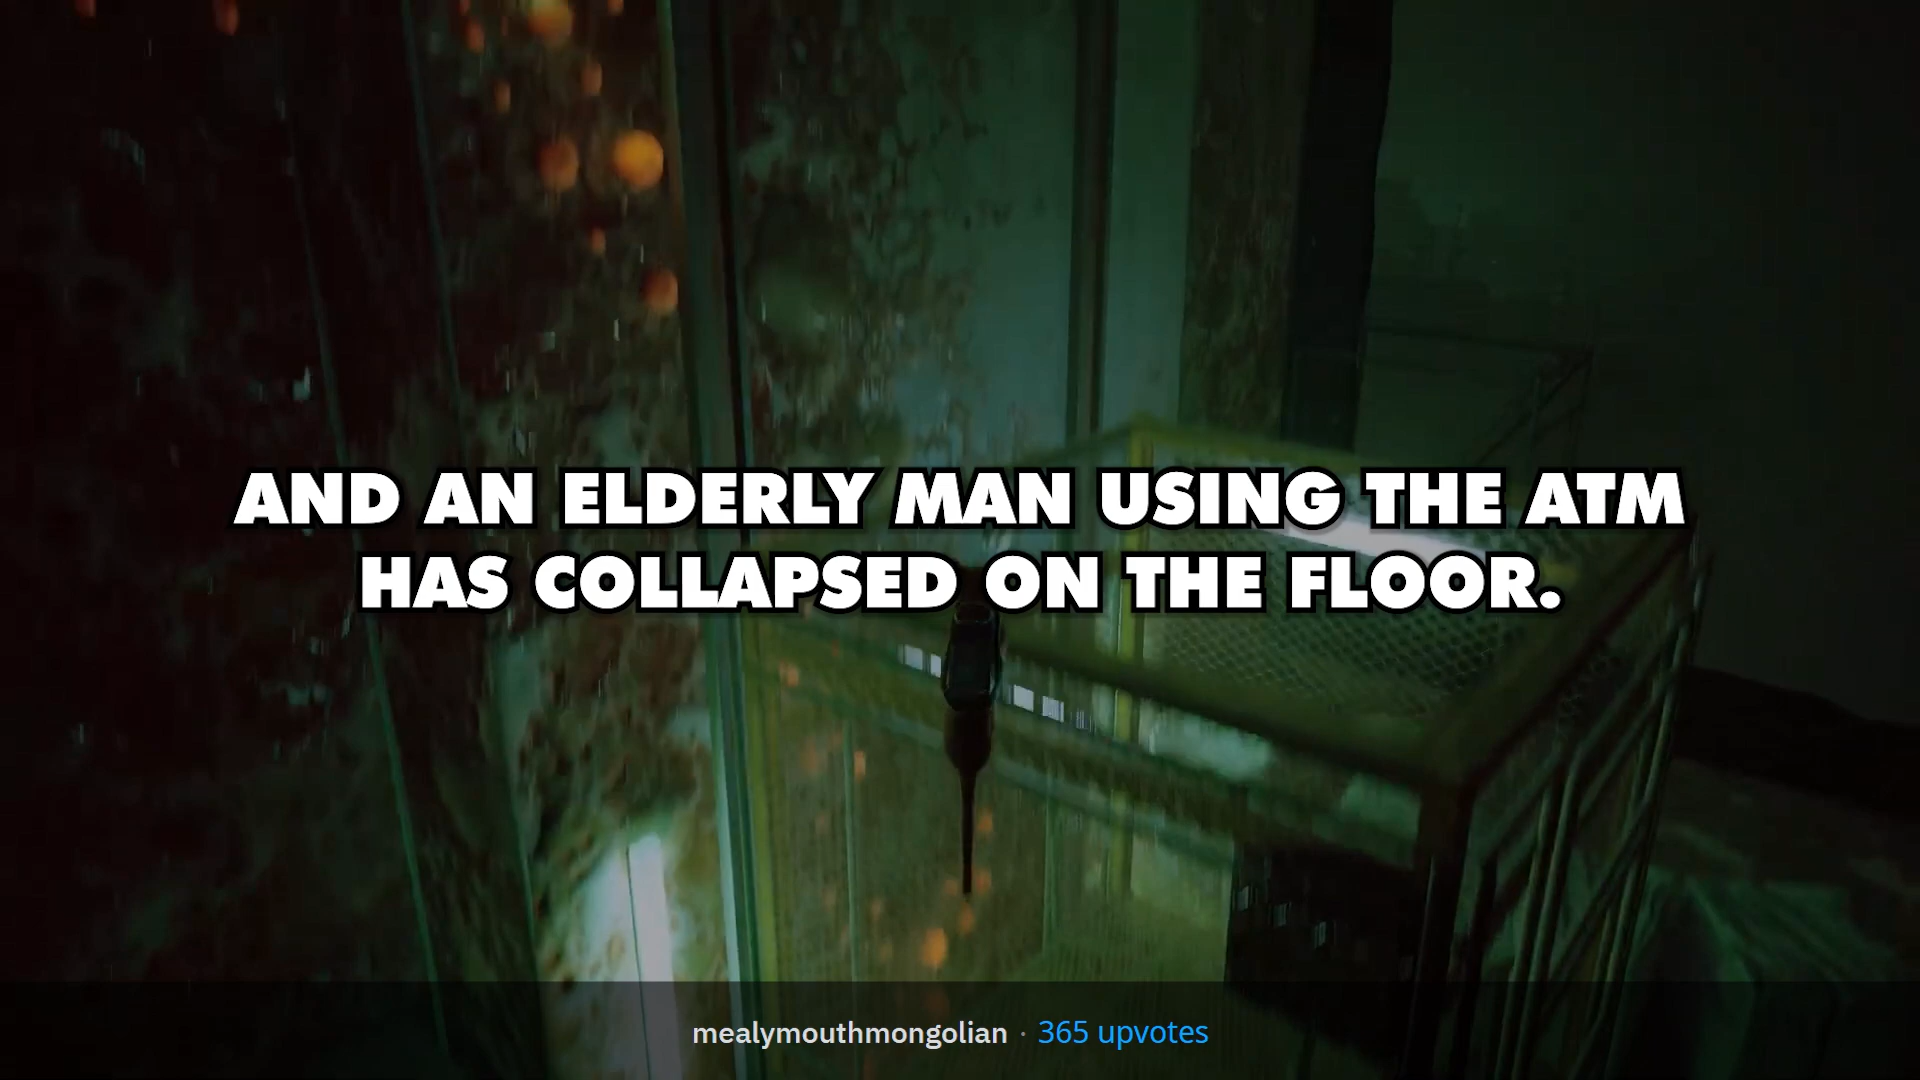 AND AN ELDERLY MAN USING THE ATM
HAS COLLAPSED ON THE FLOOR.
mealymouthmongolian · 365 upvotes